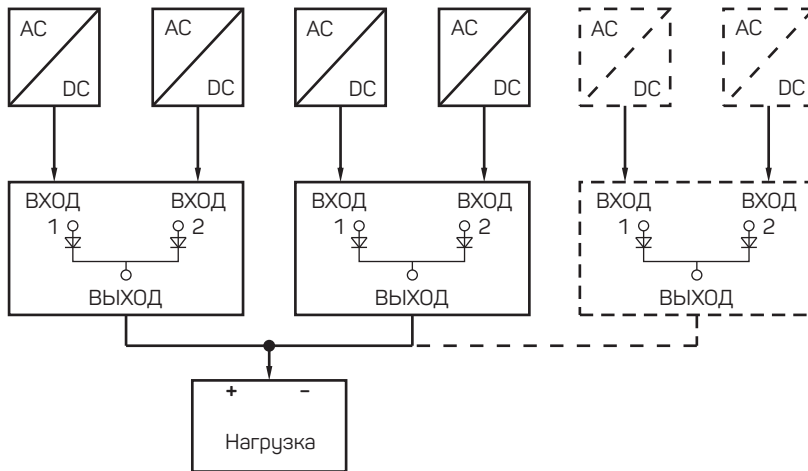 AC AC AC AC AC AC
DC DC DC DC DC DC
ВХОД ВХОД ВХОД ВХОД ВХОД ВХОД
1 2 1 2 1 2
ВЫХОД ВЫХОД ВЫХОД
+ −
Нагрузка